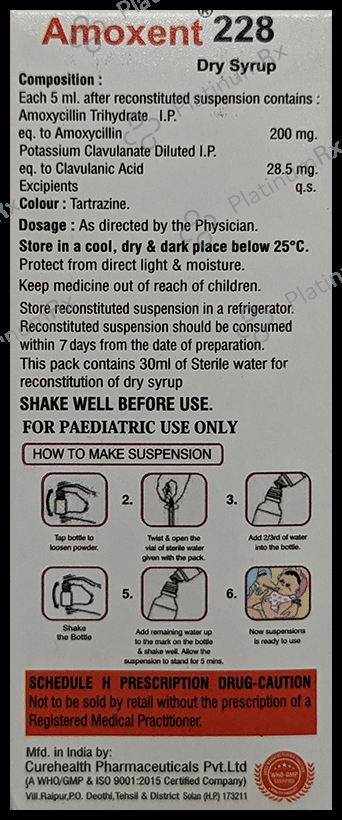 Amoxent® 228
Dry Syrup
Composition :
Each 5 ml. after reconstituted suspension contains :
Amoxycillin Trihydrate I.P.
eq. to Amoxycillin 200 mg.
Potassium Clavulanate Diluted I.P.
eq. to Clavulanic Acid 28.5 mg.
Excipients q.s.
Colour : Tartrazine.
Dosage : As directed by the Physician.
Store in a cool, dry & dark place below 25°C.
Protect from direct light & moisture.
Keep medicine out of reach of children.
Store reconstituted suspension in a refrigerator.
Reconstituted suspension should be consumed
within 7 days from the date of preparation.
This pack contains 30ml of Sterile water for
reconstitution of dry syrup
SHAKE WELL BEFORE USE.
FOR PAEDIATRIC USE ONLY
HOW TO MAKE SUSPENSION
Tap bottle to
loosen powder.
2.
Twist & open the
vial of sterile water
given with the pack.
3.
Add 2/3rd of water
into the bottle.
Shake
the Bottle
5.
Add remaining water up
to the mark on the bottle
& shake well. Allow the
suspension to stand for 5 mins.
6.
Now suspensions
is ready to use
SCHEDULE H PRESCRIPTION DRUG-CAUTION
Not to be sold by retail without the prescription of a
Registered Medical Practitioner.
Mfd. in India by:
Curehealth Pharmaceuticals Pvt.Ltd
(A WHO/GMP & ISO 9001:2015 Certified Company)
Vill.Raipur,P.O. Deothi,Tehsil & District Solan (H.P.) 173211
WHO-GMP
CERTIFIED
PlatinumRx
PlatinumRx
PlatinumRx